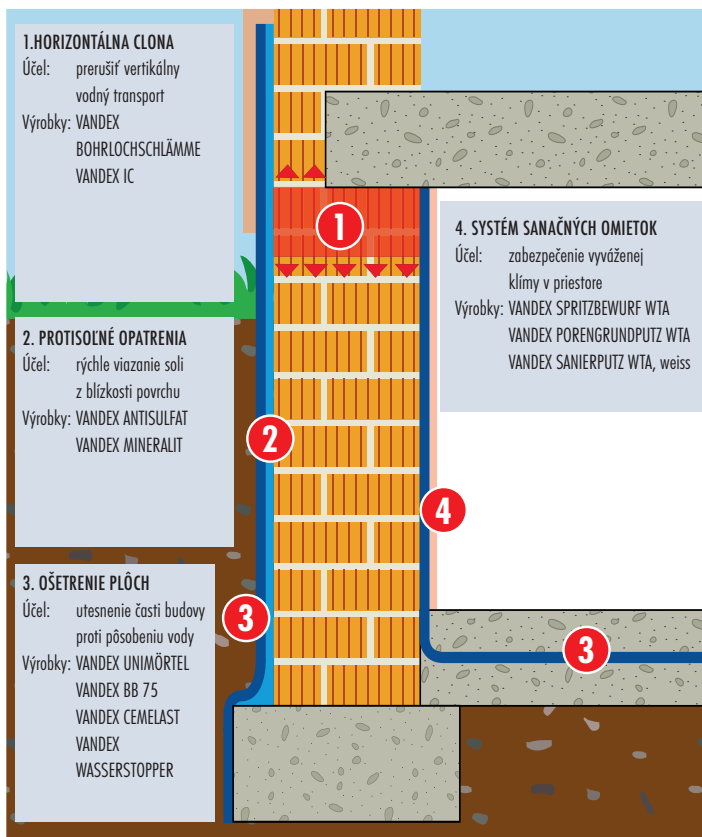 1.HORIZONTÁLNA CLONA
Účel: prerušiť vertikálny
vodný transport
Výrobky: VANDEX
BOHRLOCHSCHLÄMME
VANDEX IC
2. PROTISOĽNÉ OPATRENIA
Účel: rýchle viazanie soli
z blízkosti povrchu
Výrobky: VANDEX ANTISULFAT
VANDEX MINERALIT
3. OŠETRENIE PLÔCH
Účel: utesnenie časti budovy
proti pôsobeniu vody
Výrobky: VANDEX UNIMÖRTEL
VANDEX BB 75
VANDEX CEMELAST
VANDEX
WASSERSTOPPER
4. SYSTÉM SANAČNÝCH OMIETOK
Účel: zabezpečenie vyváženej
klímy v priestore
Výrobky: VANDEX SPRITZBEWURF WTA
VANDEX PORENGRUNDPUTZ WTA
VANDEX SANIERPUTZ WTA, weiss
1
2
4
3
3